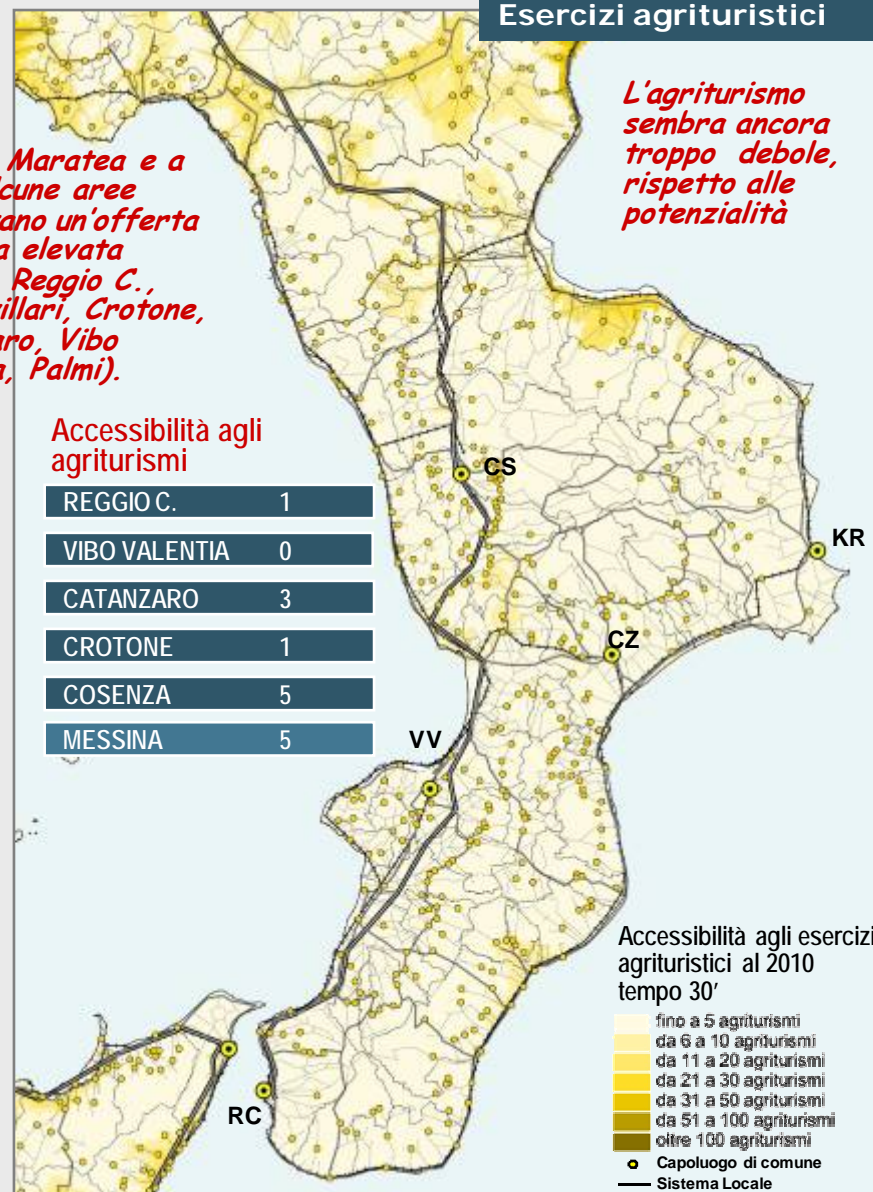 Esercizi agrituristici
L'agriturismo
sembra ancora
troppo debole,
rispetto alle
potenzialità
Maratea e a
cune aree
ano un'offerta
a elevata
Reggio C.,
illari, Crotone,
aro, Vibo
a, Palmi).
Accessibilità agli
agriturismi
REGGIO C. 1
VIBO VALENTIA 0
CATANZARO 3
CROTONE 1
COSENZA 5
MESSINA 5
CS
KR
CZ
VV
RC
Accessibilità agli esercizi
agrituristici al 2010
tempo 30'
fino a 5 agriturismi
da 6 a 10 agriturismi
da 11 a 20 agriturismi
da 21 a 30 agriturismi
da 31 a 50 agriturismi
da 51 a 100 agriturismi
oltre 100 agriturismi
Capoluogo di comune
Sistema Locale